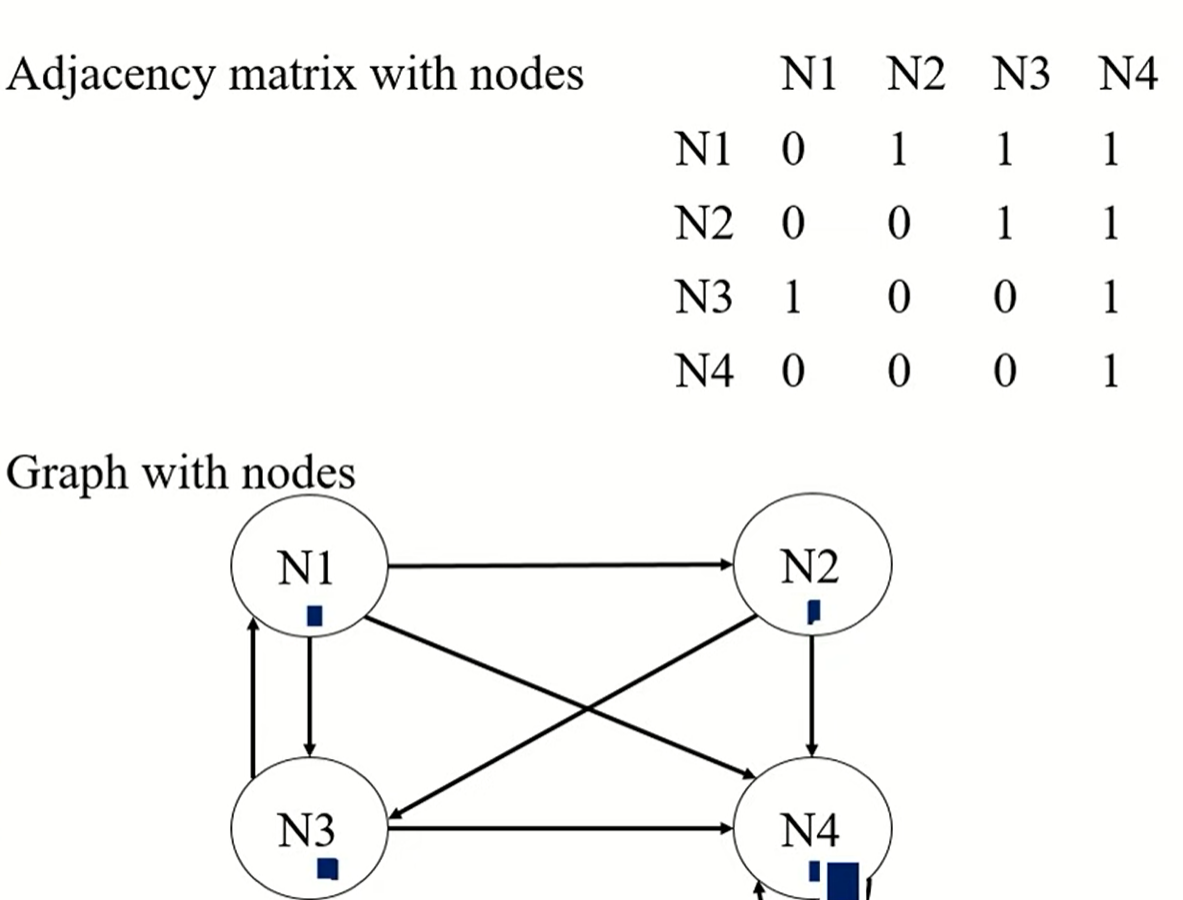 Adjacency matrix with nodes N1 N2 N3 N4
N1 0 1 1 1
N2 0 0 1 1
N3 1 0 0 1
N4 0 0 0 1
Graph with nodes
N1 N2
N3 N4